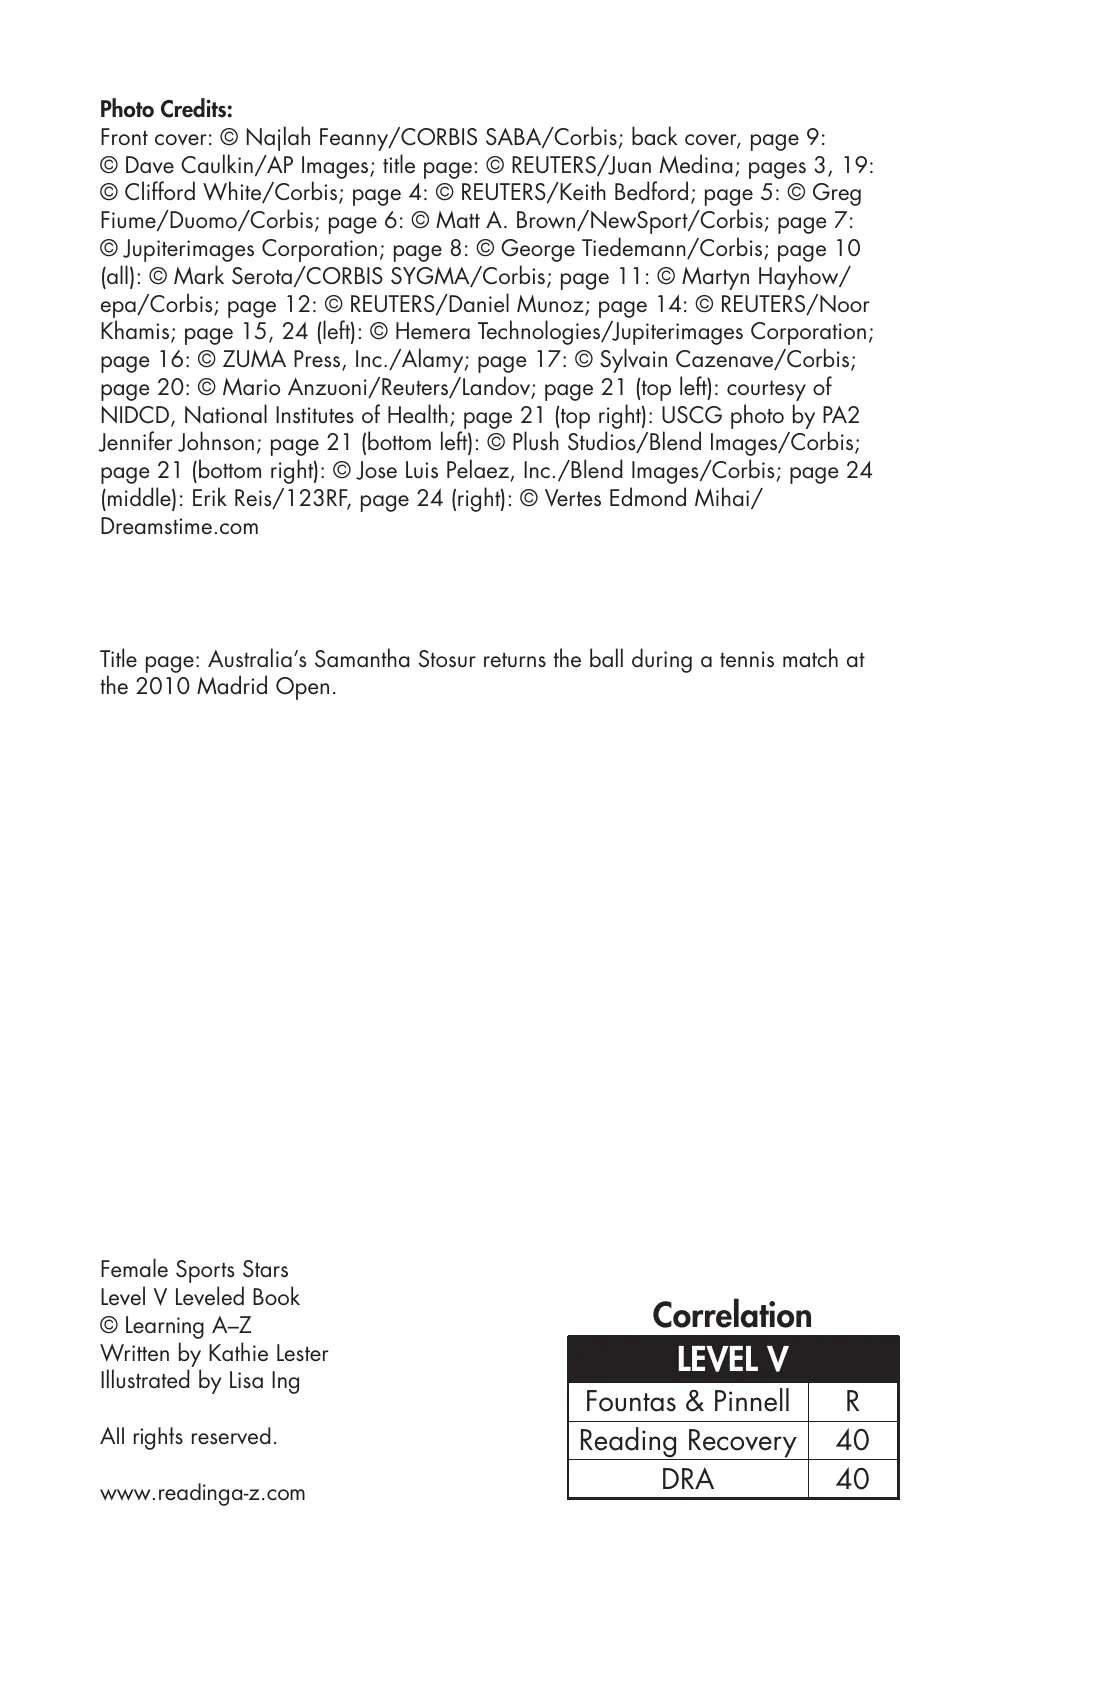 Photo Credits:
Front cover: © Najlah Feanny/CORBIS SABA/Corbis; back cover, page 9:
© Dave Caulkin/AP Images; title page: © REUTERS/Juan Medina; pages 3, 19:
© Clifford White/Corbis; page 4: © REUTERS/Keith Bedford; page 5: © Greg
Fiume/Duomo/Corbis; page 6: © Matt A. Brown/NewSport/Corbis; page 7:
© Jupiterimages Corporation; page 8: © George Tiedemann/Corbis; page 10
(all): © Mark Serota/CORBIS SYGMA/Corbis; page 11: © Martyn Hayhow/
epa/Corbis; page 12: © REUTERS/Daniel Munoz; page 14: © REUTERS/Noor
Khamis; page 15, 24 (left): © Hemera Technologies/Jupiterimages Corporation;
page 16: © ZUMA Press, Inc./Alamy; page 17: © Sylvain Cazenave/Corbis;
page 20: © Mario Anzuoni/Reuters/Landov; page 21 (top left): courtesy of
NIDCD, National Institutes of Health; page 21 (top right): USCG photo by PA2
Jennifer Johnson; page 21 (bottom left): © Plush Studios/Blend Images/Corbis;
page 21 (bottom right): © Jose Luis Pelaez, Inc./Blend Images/Corbis; page 24
(middle): Erik Reis/123RF, page 24 (right): © Vertes Edmond Mihai/
Dreamstime.com
Title page: Australia’s Samantha Stosur returns the ball during a tennis match at
the 2010 Madrid Open.
Female Sports Stars
Level V Leveled Book
© Learning A–Z
Written by Kathie Lester
Illustrated by Lisa Ing
All rights reserved.
www.readinga-z.com
Correlation
LEVEL V
Fountas & Pinnell R
Reading Recovery 40
DRA 40